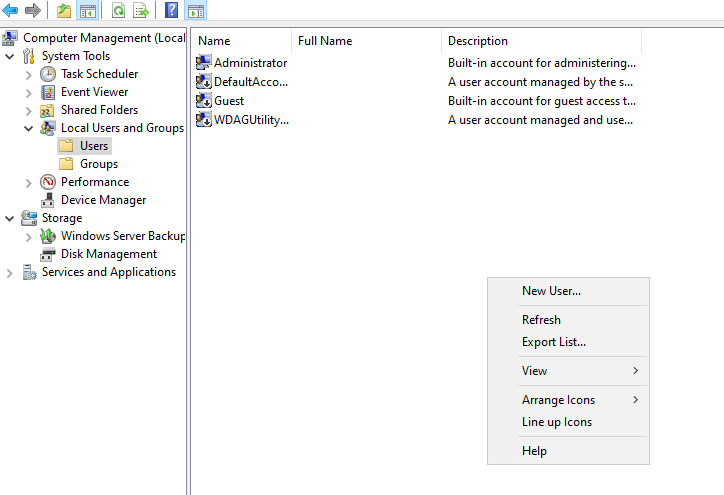 Computer Management (Local
System Tools
Task Scheduler
Event Viewer
Shared Folders
Local Users and Groups
Users
Groups
Performance
Device Manager
Storage
Windows Server Backup
Disk Management
Services and Applications
Name Full Name Description
Administrator Built-in account for administering...
DefaultAcco... A user account managed by the s...
Guest Built-in account for guest access t...
WDAGUtility... A user account managed and use...
New User...
Refresh
Export List...
View
Arrange Icons
Line up Icons
Help